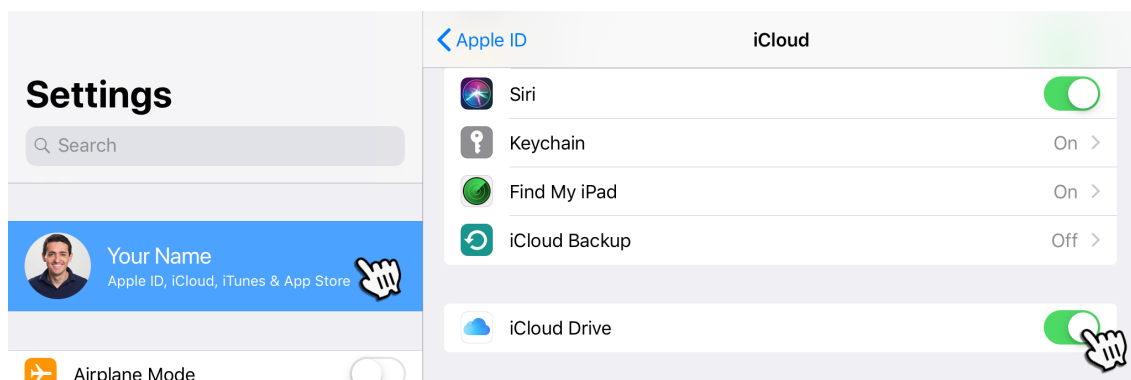 Settings
Search
Your Name
Apple ID, iCloud, iTunes & App Store
Airplane Mode
Apple ID
iCloud
Siri
Keychain On
Find My iPad On
iCloud Backup Off
iCloud Drive